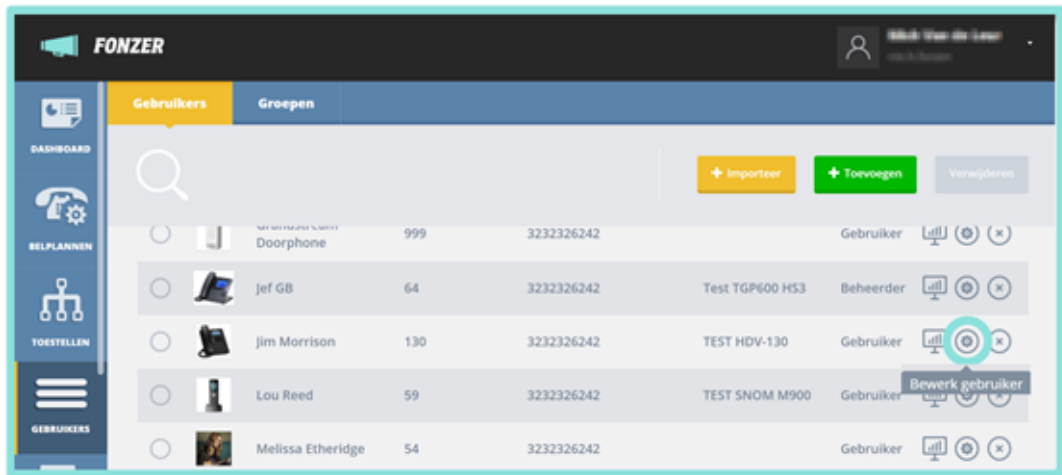 FONZER
Gebruikers Groepen
DASHBOARD
+ Importeer + Toevoegen Verwijderen
BELPLANNEN
Grandstream
Doorphone 999 3232326242 Gebruiker
Jef GB 64 3232326242 Test TGP600 HS3 Beheerder
TOESTELLEN
Jim Morrison 130 3232326242 TEST HDV-130 Gebruiker
Bewerk gebruiker
Lou Reed 59 3232326242 TEST SNOM M900 Gebruiker
GEBRUIKERS
Melissa Etheridge 54 3232326242 Gebruiker